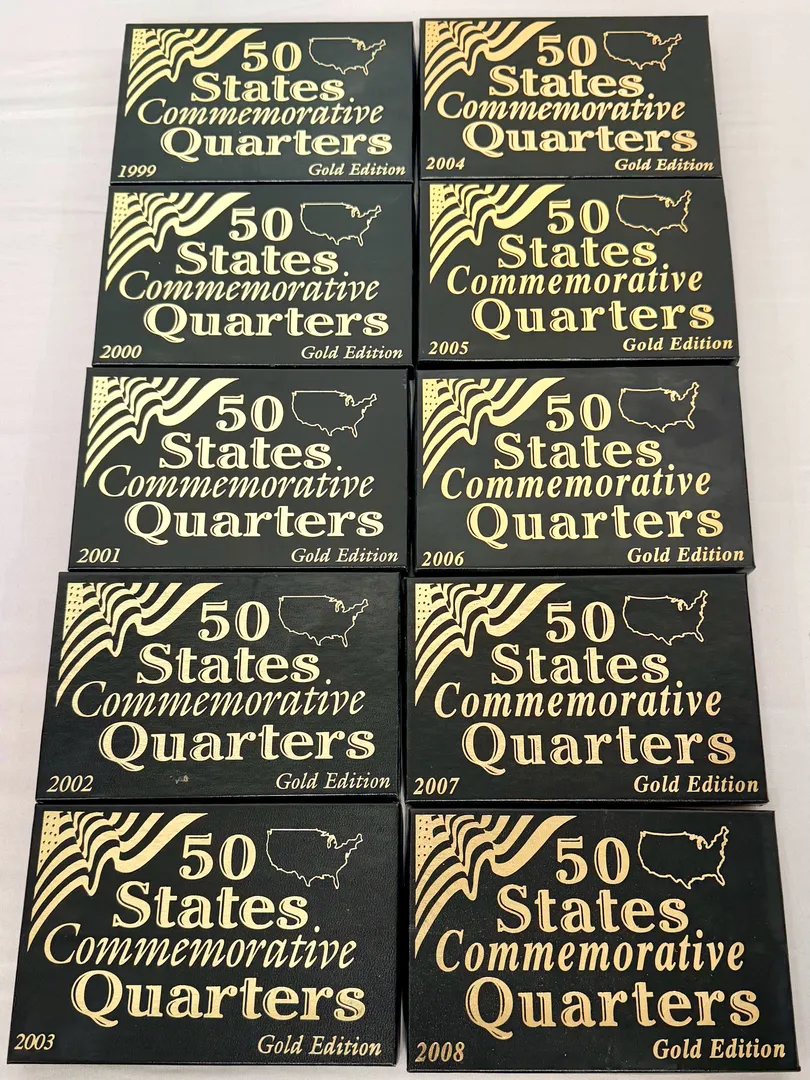 50
States
Commemorative
Quarters
1999 Gold Edition
50
States
Commemorative
Quarters
2004 Gold Edition
50
States
Commemorative
Quarters
2000 Gold Edition
50
States
Commemorative
Quarters
2005 Gold Edition
50
States
Commemorative
Quarters
2001 Gold Edition
50
States
Commemorative
Quarters
2006 Gold Edition
50
States
Commemorative
Quarters
2002 Gold Edition
50
States
Commemorative
Quarters
2007 Gold Edition
50
States
Commemorative
Quarters
2003 Gold Edition
50
States
Commemorative
Quarters
2008 Gold Edition